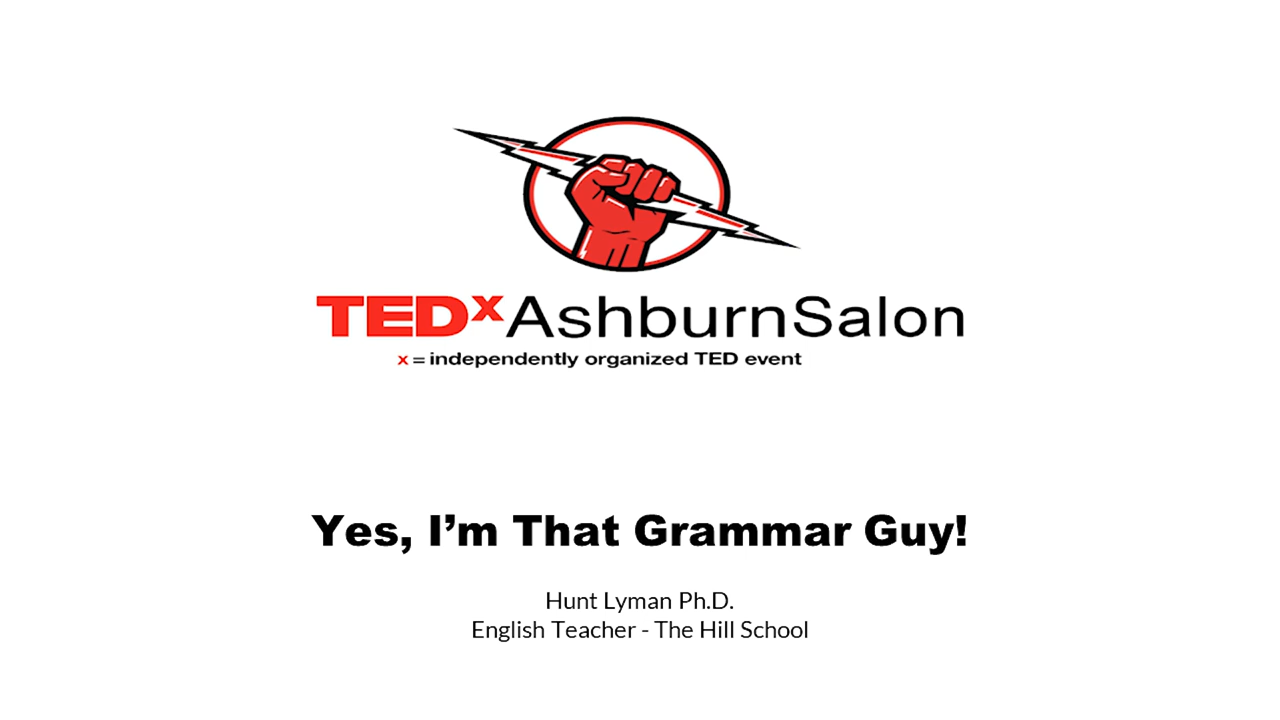 TEDxAshburnSalon
x = independently organized TED event
Yes, I’m That Grammar Guy!
Hunt Lyman Ph.D.
English Teacher - The Hill School